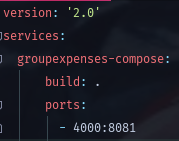 version: '2.0'
services:
groupexpenses-compose:
build: .
ports:
- 4000:8081